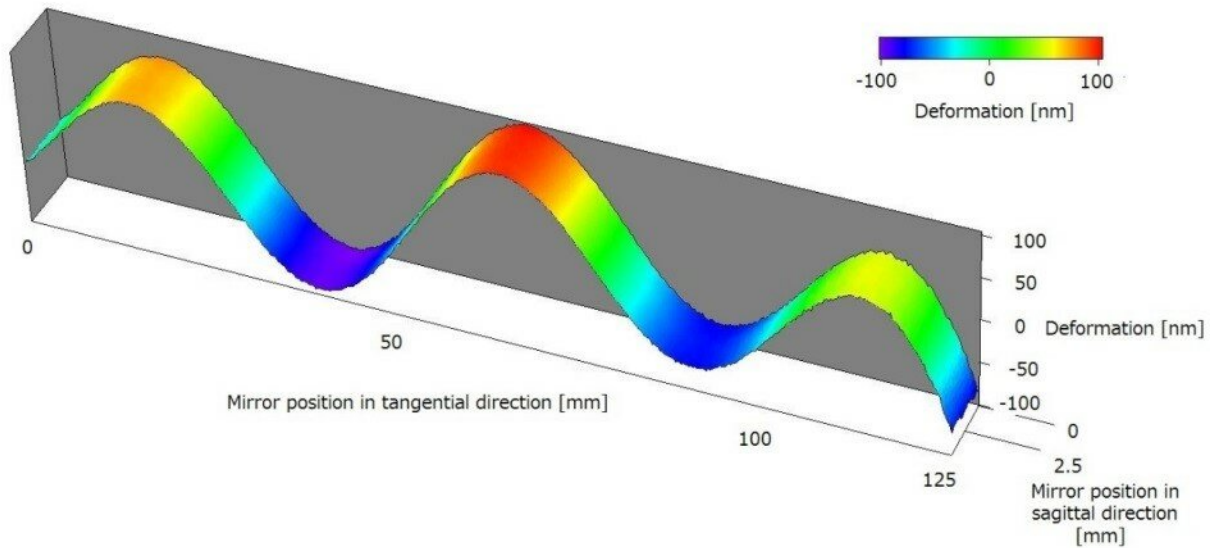 -100 0 100
Deformation [nm]
0
50
100
125
Mirror position in tangential direction [mm]
100
50
0
-50
-100
Deformation [nm]
0
2.5
Mirror position in
sagittal direction
[mm]